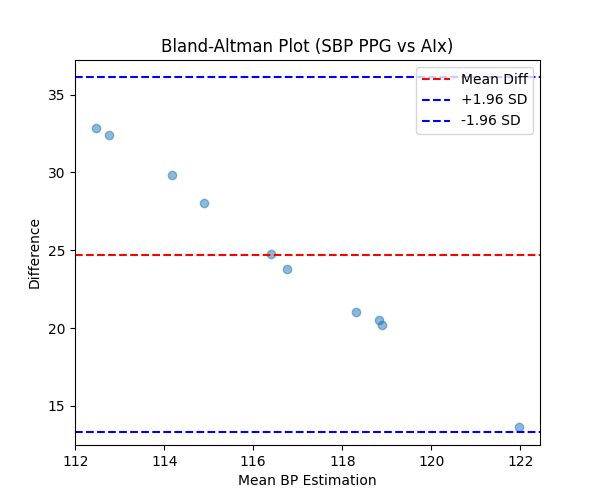 Bland-Altman Plot (SBP PPG vs AIx)
Mean Diff
+1.96 SD
-1.96 SD
35
30
25
20
15
Difference
112
114
116
118
120
122
Mean BP Estimation